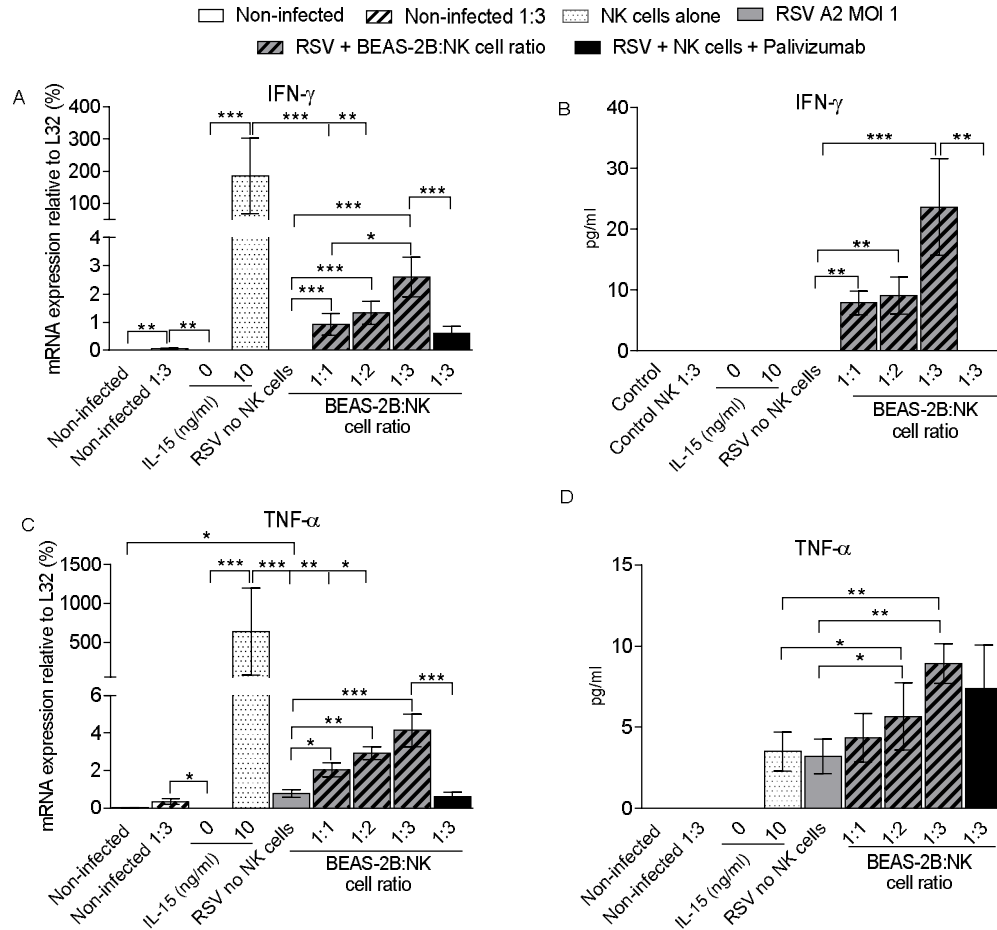 Non-infected Non-infected 1:3 NK cells alone RSV A2 MOI 1
RSV + BEAS-2B:NK cell ratio RSV + NK cells + Palivizumab
A
IFN-γ
mRNA expression relative to L32 (%)
400
300
200
100
4
3
2
1
0
*** *** **
***
***
*
***
***
** **
Non-infected
Non-infected 1:3
0
10
IL-15 (ng/ml)
RSV no NK cells
1:1
1:2
1:3
1:3
BEAS-2B:NK
cell ratio
B
IFN-γ
pg/ml
40
30
20
10
0
*** **
**
**
Control
Control NK 1:3
0
10
IL-15 (ng/ml)
RSV no NK cells
1:1
1:2
1:3
1:3
BEAS-2B:NK
cell ratio
C
TNF-α
mRNA expression relative to L32 (%)
1500
1000
500
6
4
2
0
*
*** *** ** *
***
***
**
*
*
Non-infected
Non-infected 1:3
0
10
IL-15 (ng/ml)
RSV no NK cells
1:1
1:2
1:3
1:3
BEAS-2B:NK
cell ratio
D
TNF-α
pg/ml
15
10
5
0
**
**
*
*
Non-infected
Non-infected 1:3
0
10
IL-15 (ng/ml)
RSV no NK cells
1:1
1:2
1:3
1:3
BEAS-2B:NK
cell ratio